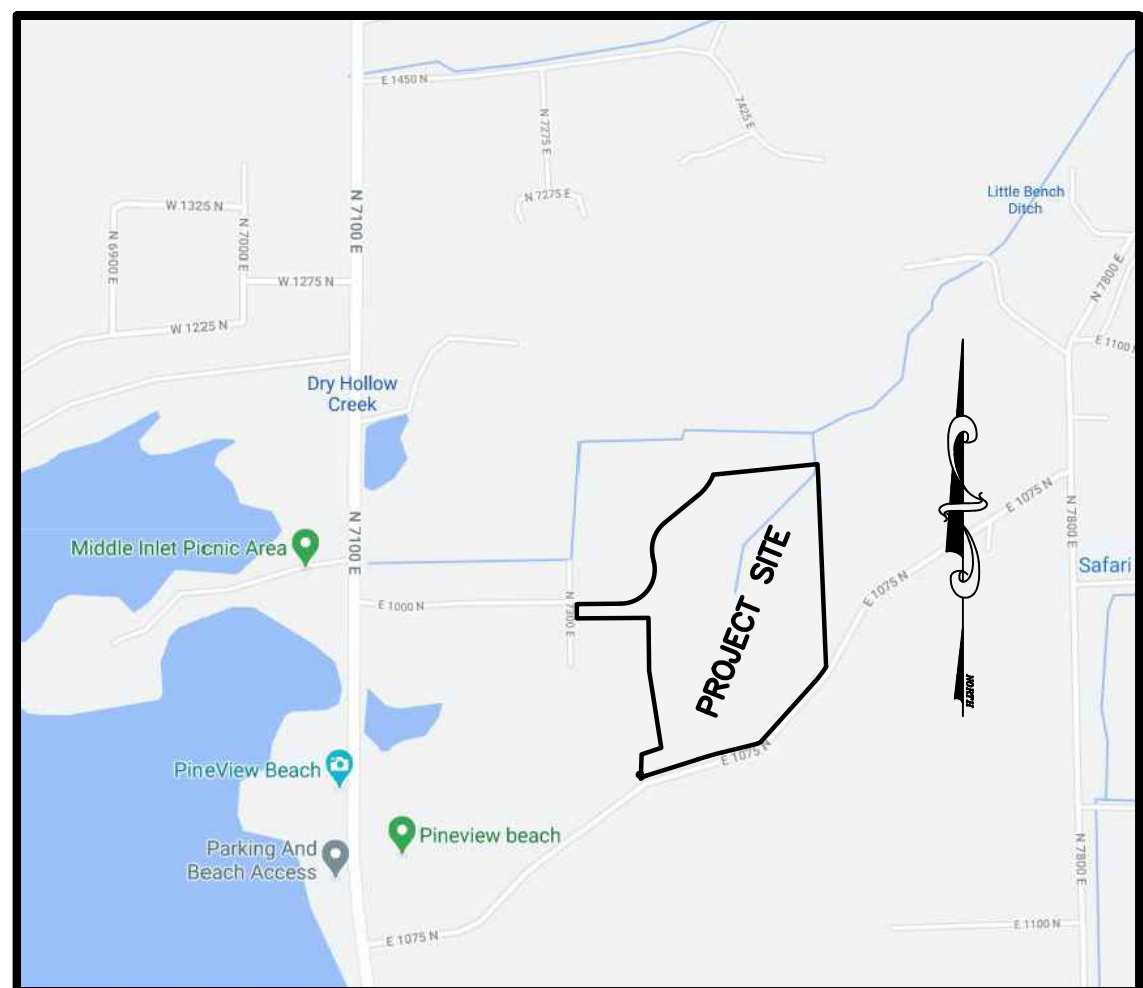 E 1450 N
N 7275 E
7425 E
N 7275 E
Little Bench
Ditch
W 1325 N
N 6900 E
N 7000 E
N 7100 E
N 7800 E
W 1275 N
W 1225 N
E 1100 N
Dry Hollow
Creek
E 1075 N
N 7800 E
N 7100 E
Middle Inlet Picnic Area
PROJECT SITE
Safari
E 1075 N
E 1000 N
N 7300 E
NORTH
PineView Beach
E 1075 N
Pineview beach
Parking And
Beach Access
N 7800 E
E 1100 N
E 1075 N